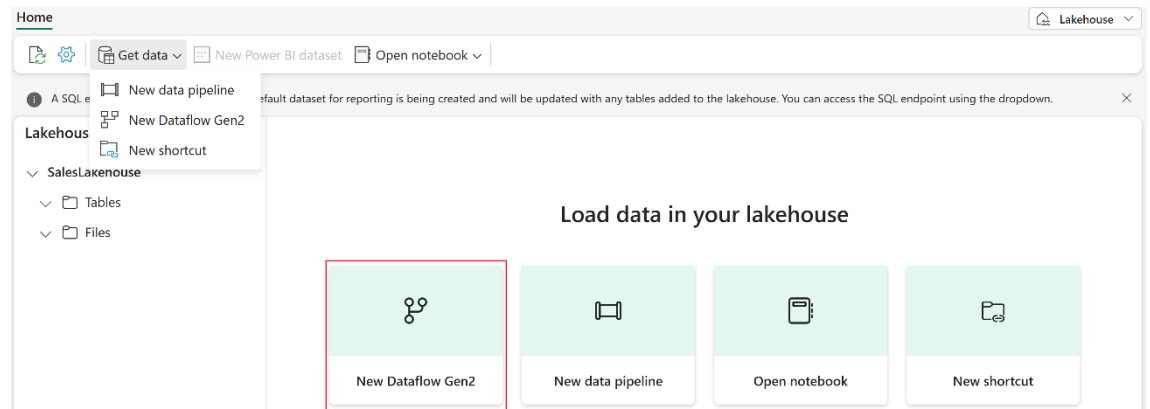 Home
Lakehouse
Get data
New Power BI dataset
Open notebook
New data pipeline
New Dataflow Gen2
New shortcut
A SQL e
efault dataset for reporting is being created and will be updated with any tables added to the lakehouse. You can access the SQL endpoint using the dropdown.
Lakehous
SalesLakehouse
Tables
Files
Load data in your lakehouse
New Dataflow Gen2
New data pipeline
Open notebook
New shortcut